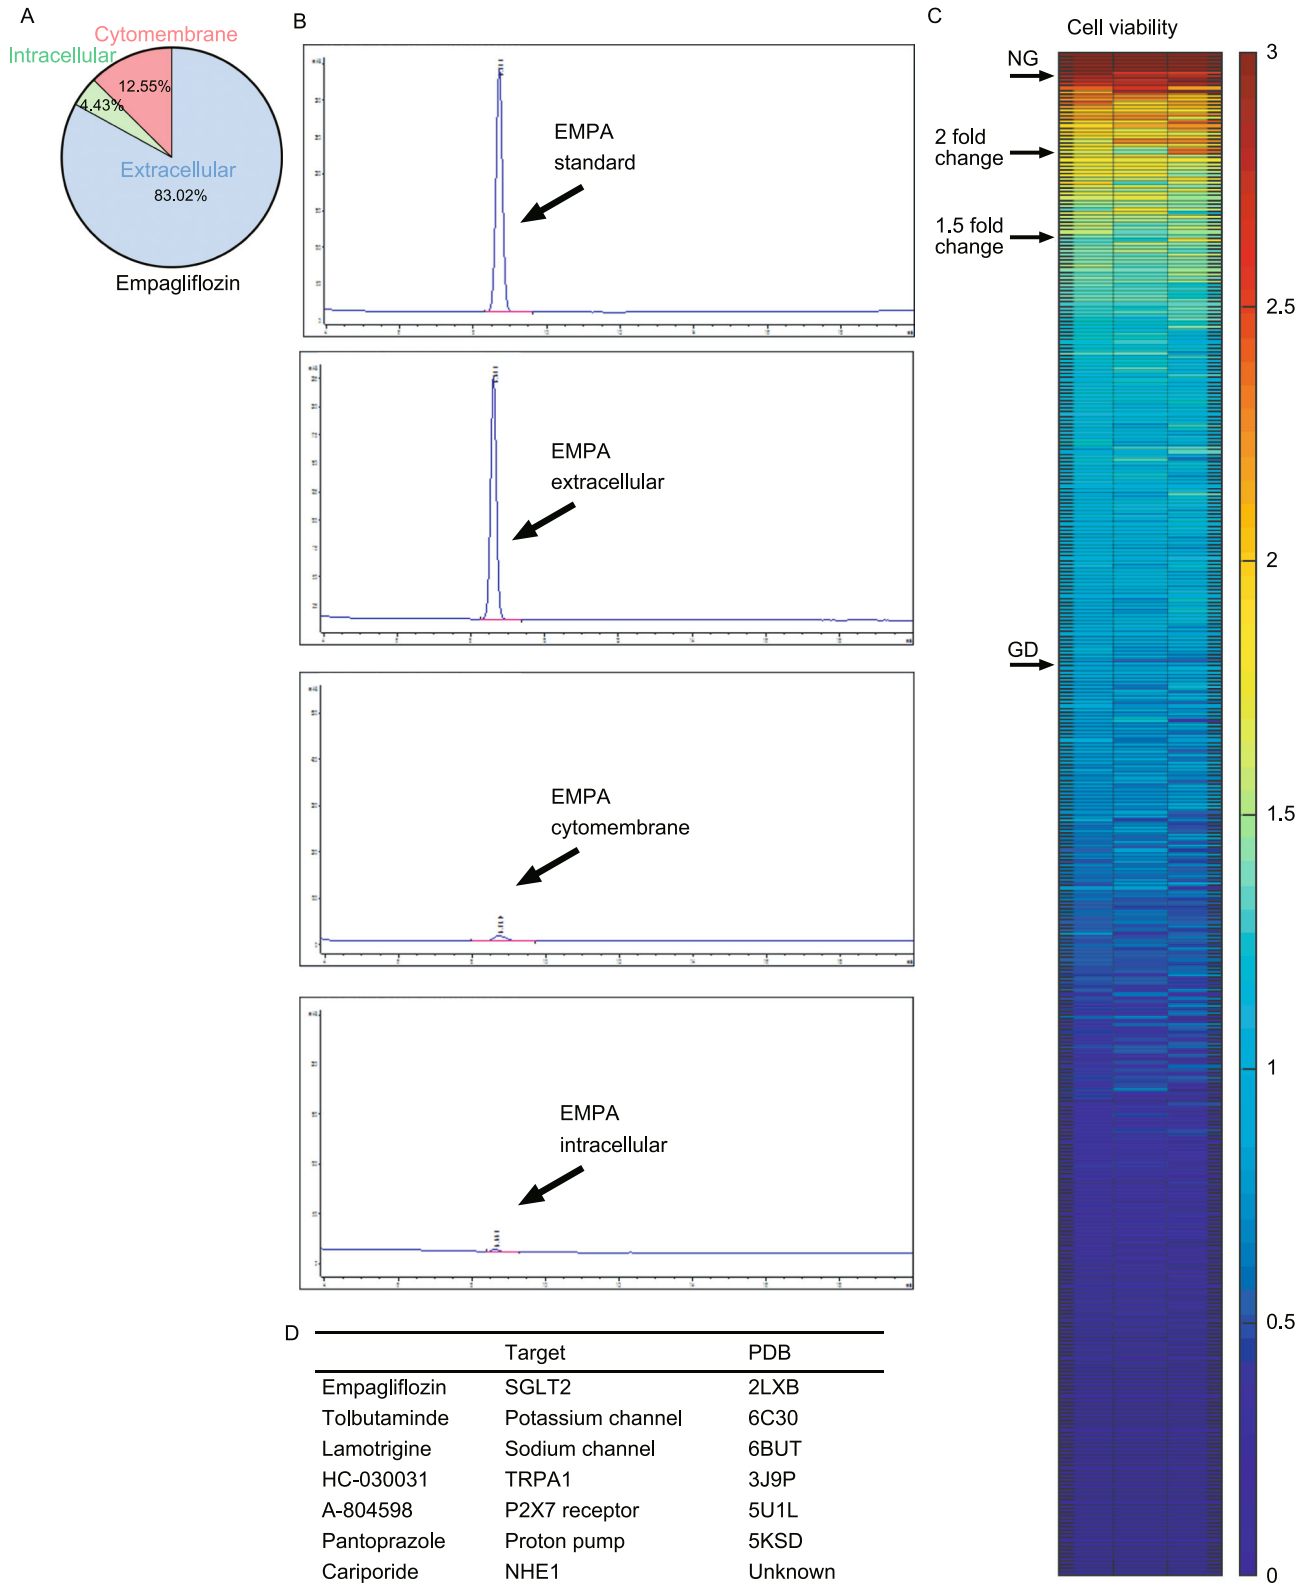 A
Cytomembrane
Intracellular
12.55%
4.43%
Extracellular
83.02%
Empagliflozin
B
EMPA
standard
EMPA
extracellular
EMPA
cytomembrane
EMPA
intracellular
C
Cell viability
NG
2 fold
change
1.5 fold
change
GD
3
2.5
2
1.5
1
0.5
0
D
Target PDB
Empagliflozin SGLT2 2LXB
Tolbutaminde Potassium channel 6C30
Lamotrigine Sodium channel 6BUT
HC-030031 TRPA1 3J9P
A-804598 P2X7 receptor 5U1L
Pantoprazole Proton pump 5KSD
Cariporide NHE1 Unknown